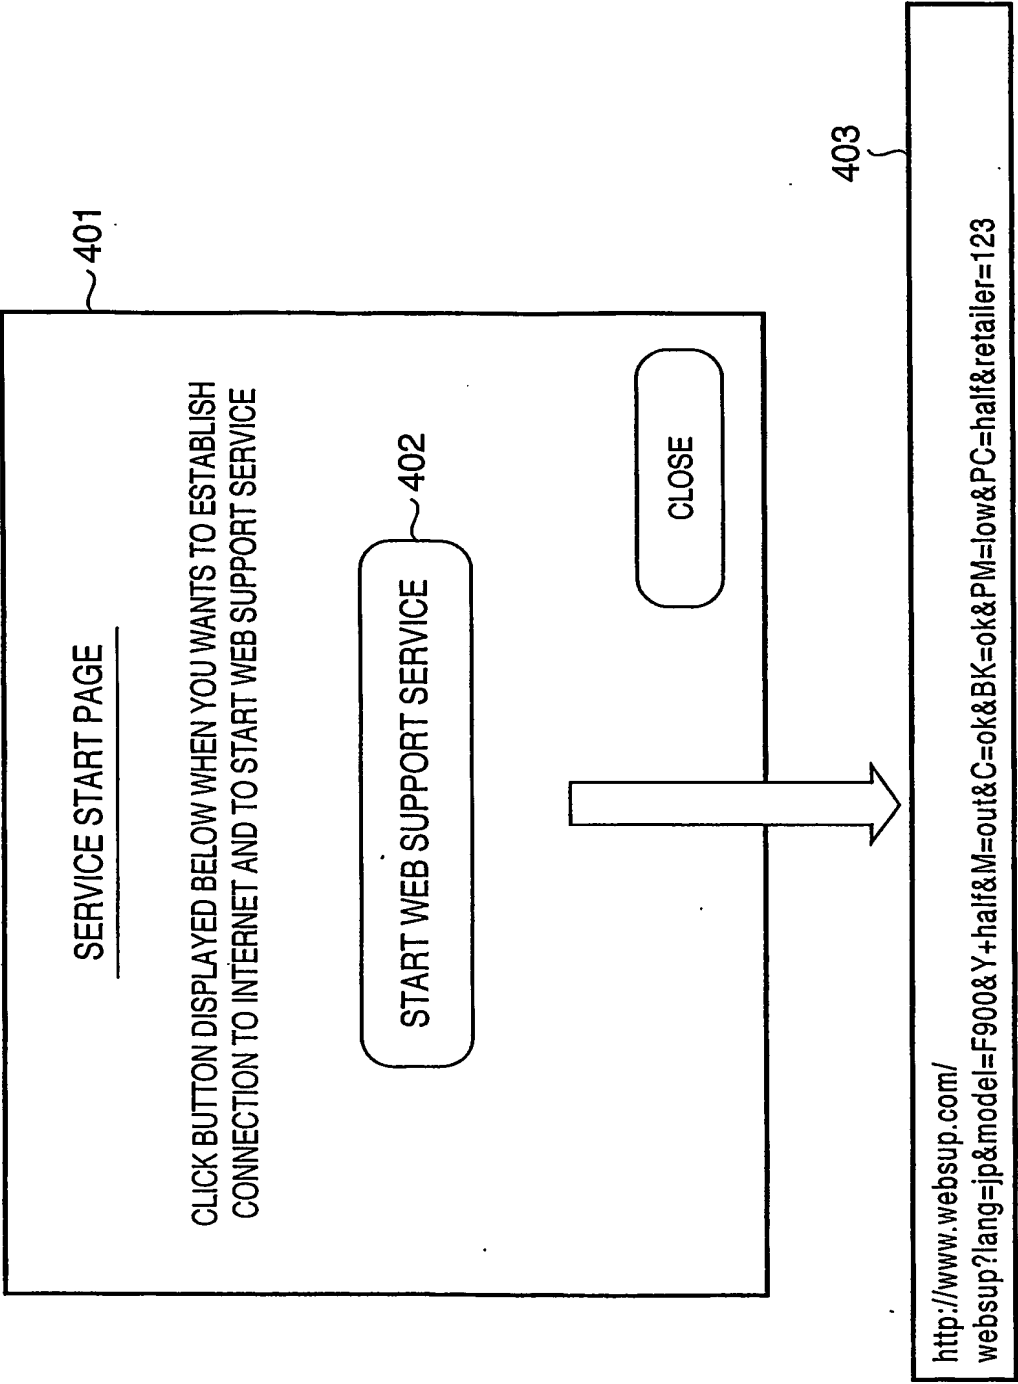 401
SERVICE START PAGE
CLICK BUTTON DISPLAYED BELOW WHEN YOU WANTS TO ESTABLISH
CONNECTION TO INTERNET AND TO START WEB SUPPORT SERVICE
402
START WEB SUPPORT SERVICE
CLOSE
403
http://www.websup.com/
websup?lang=jp&model=F900&Y+half&M=out&C=ok&BK=ok&PM=low&PC=half&retailer=123